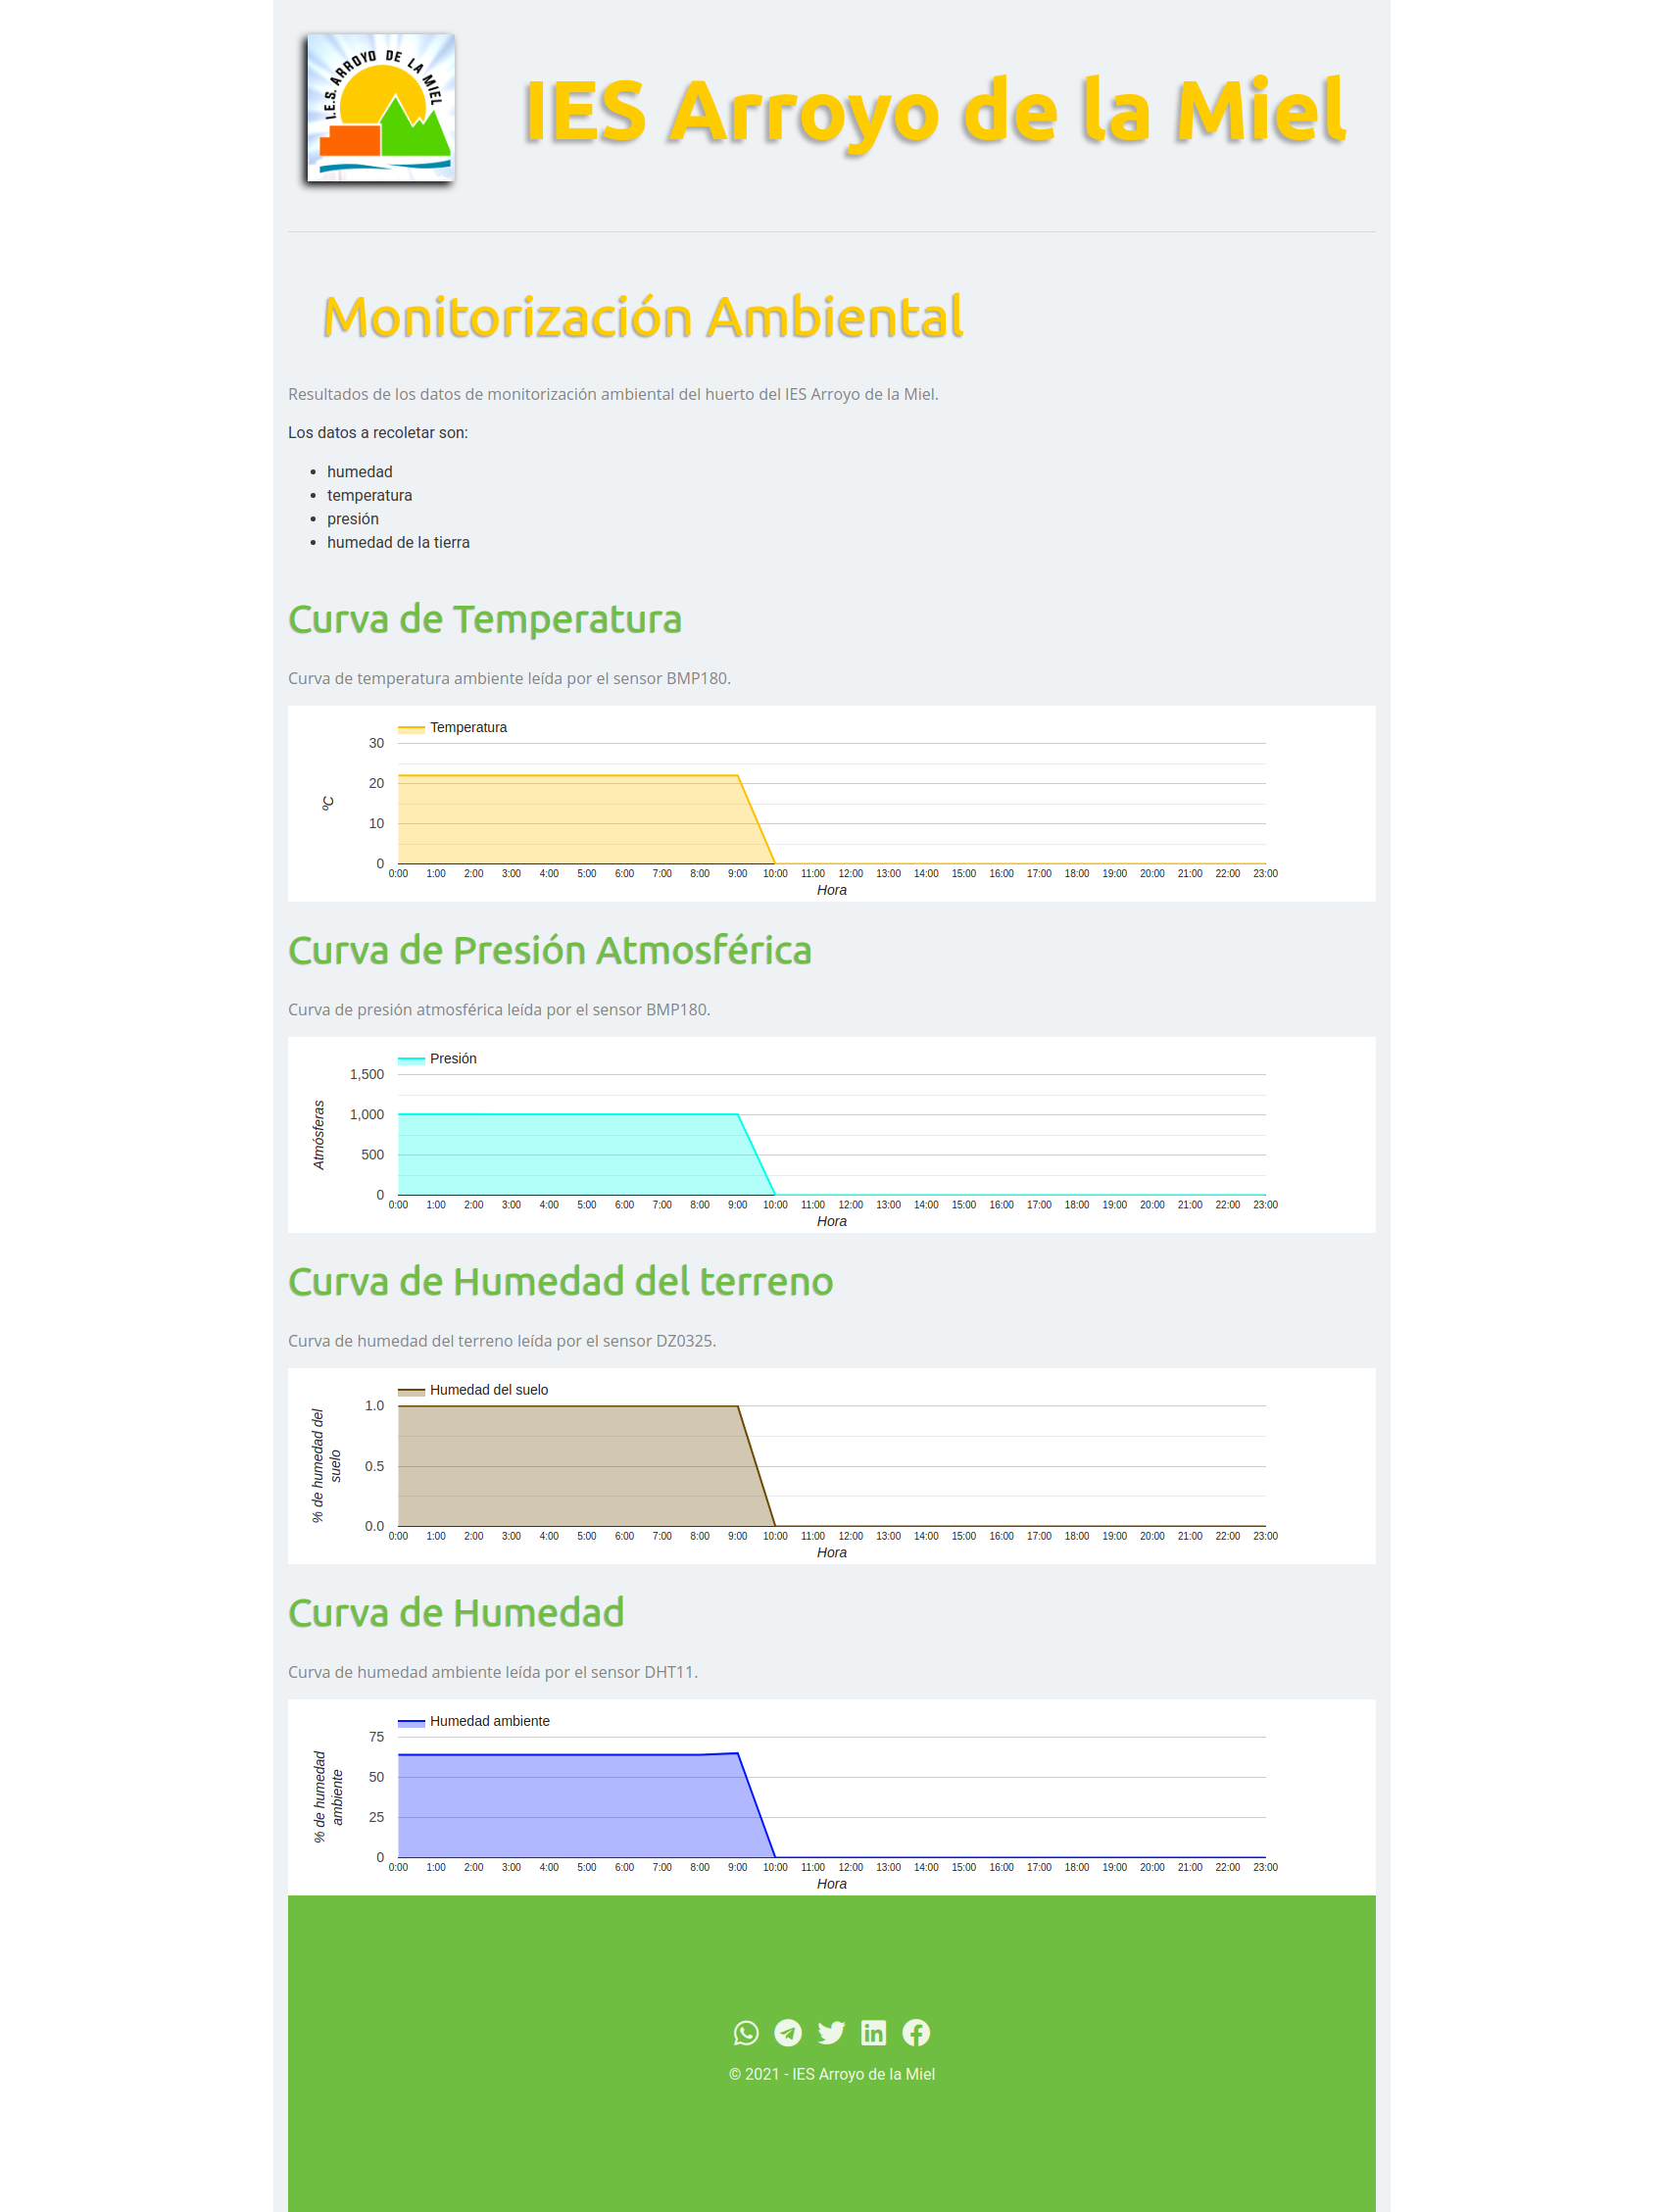 I.E.S. ARROYO DE LA MIEL
IES Arroyo de la Miel
Monitorización Ambiental
Resultados de los datos de monitorización ambiental del huerto del IES Arroyo de la Miel.
Los datos a recoletar son:
humedad
temperatura
presión
humedad de la tierra
Curva de Temperatura
Curva de temperatura ambiente leída por el sensor BMP180.
Temperatura
30
20
10
0
ºC
0:00 1:00 2:00 3:00 4:00 5:00 6:00 7:00 8:00 9:00 10:00 11:00 12:00 13:00 14:00 15:00 16:00 17:00 18:00 19:00 20:00 21:00 22:00 23:00
Hora
Curva de Presión Atmosférica
Curva de presión atmosférica leída por el sensor BMP180.
Presión
1,500
1,000
500
0
Atmósferas
0:00 1:00 2:00 3:00 4:00 5:00 6:00 7:00 8:00 9:00 10:00 11:00 12:00 13:00 14:00 15:00 16:00 17:00 18:00 19:00 20:00 21:00 22:00 23:00
Hora
Curva de Humedad del terreno
Curva de humedad del terreno leída por el sensor DZ0325.
Humedad del suelo
1.0
0.5
0.0
% de humedad del
suelo
0:00 1:00 2:00 3:00 4:00 5:00 6:00 7:00 8:00 9:00 10:00 11:00 12:00 13:00 14:00 15:00 16:00 17:00 18:00 19:00 20:00 21:00 22:00 23:00
Hora
Curva de Humedad
Curva de humedad ambiente leída por el sensor DHT11.
Humedad ambiente
75
50
25
0
% de humedad
ambiente
0:00 1:00 2:00 3:00 4:00 5:00 6:00 7:00 8:00 9:00 10:00 11:00 12:00 13:00 14:00 15:00 16:00 17:00 18:00 19:00 20:00 21:00 22:00 23:00
Hora
© 2021 - IES Arroyo de la Miel